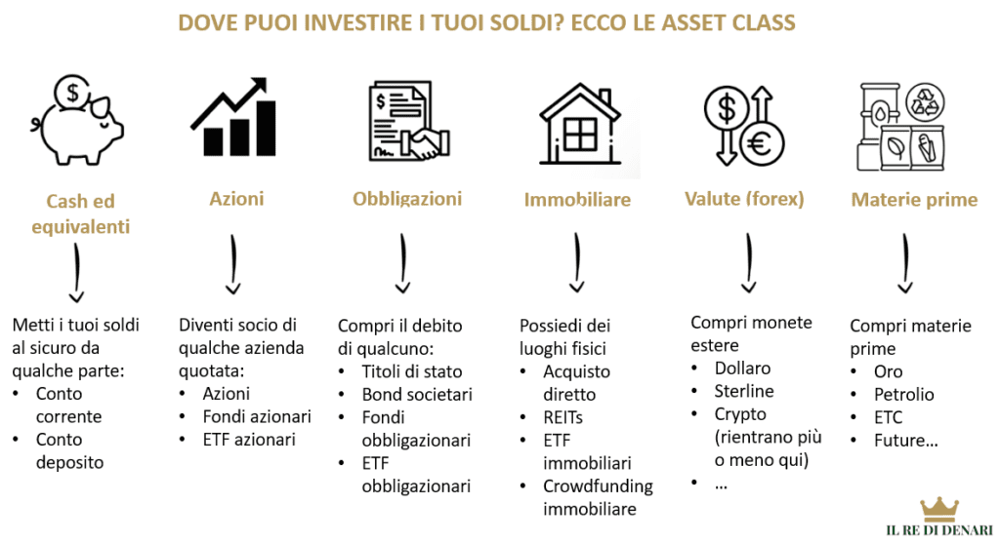 DOVE PUOI INVESTIRE I TUOI SOLDI? ECCO LE ASSET CLASS
Cash ed
equivalenti
Metti i tuoi soldi
al sicuro da
qualche parte:
• Conto
corrente
• Conto
deposito
Azioni
Diventi socio di
qualche azienda
quotata:
• Azioni
• Fondi azionari
• ETF azionari
Obbligazioni
Compri il debito
di qualcuno:
• Titoli di stato
• Bond societari
• Fondi
obbligazionari
• ETF
obbligazionari
Immobiliare
Possiedi dei
luoghi fisici
• Acquisto
diretto
• REITs
• ETF
immobiliari
• Crowdfunding
immobiliare
Valute (forex)
Compri monete
estere
• Dollaro
• Sterline
• Crypto
(rientrano più
o meno qui)
• ...
Materie prime
Compri materie
prime
• Oro
• Petrolio
• ETC
• Future...
IL RE DI DENARI